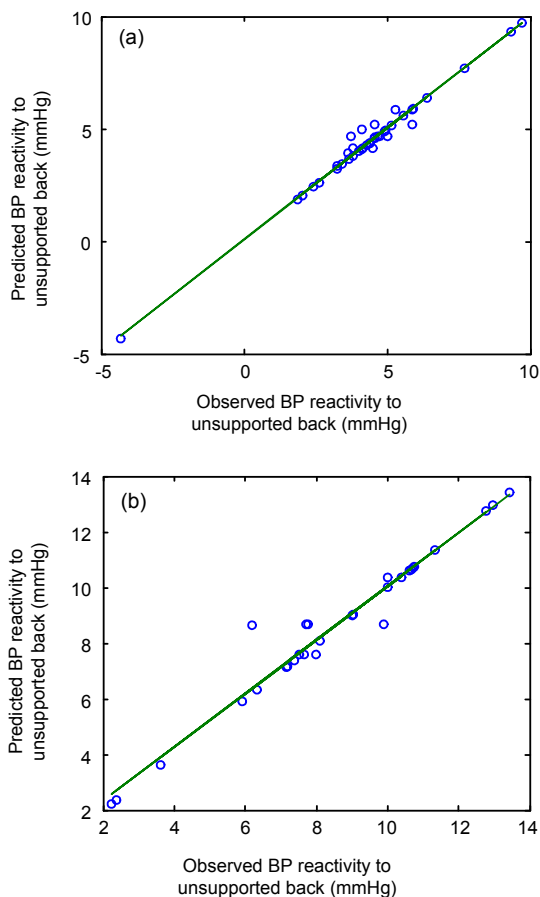 (a)
10
5
0
-5
-5
0
5
10
Predicted BP reactivity to
unsupported back (mmHg)
Observed BP reactivity to
unsupported back (mmHg)
(b)
14
12
10
8
6
4
2
2
4
6
8
10
12
14
Predicted BP reactivity to
unsupported back (mmHg)
Observed BP reactivity to
unsupported back (mmHg)